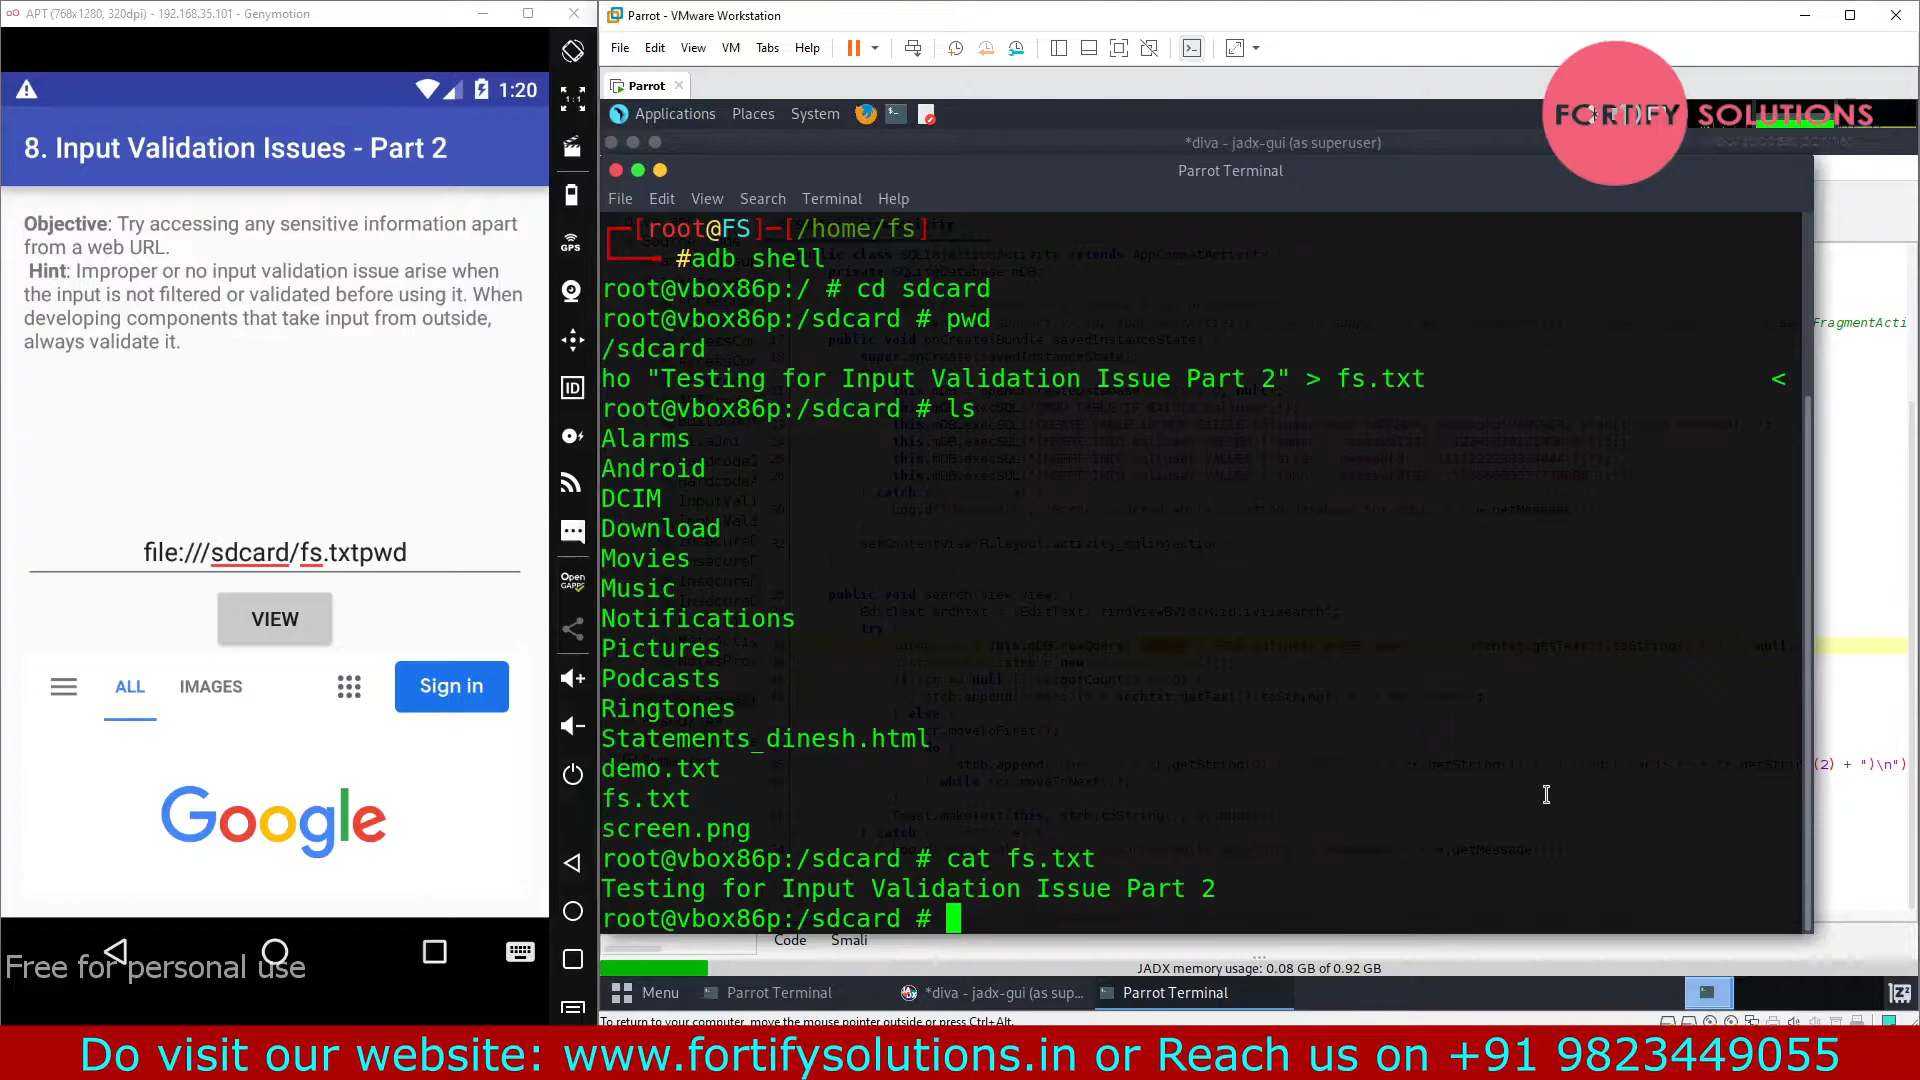 APT (768x1280, 320dpi) - 192.168.35.101 - Genymotion
1:20
8. Input Validation Issues - Part 2
Objective: Try accessing any sensitive information apart
from a web URL.
Hint: Improper or no input validation issue arise when
the input is not filtered or validated before using it. When
developing components that take input from outside,
always validate it.
file:///sdcard/fs.txtpwd
VIEW
ALL IMAGES Sign in
Google
Free for personal use
1:1
GPS
ID
Open
GAPPS
Parrot - VMware Workstation
File Edit View VM Tabs Help
Parrot
Applications Places System
FORTIFY SOLUTIONS
*diva - jadx-gui (as superuser)
Parrot Terminal
File Edit View Search Terminal Help
[root@FS]─[/home/fs]
#adb shell
root@vbox86p:/ # cd sdcard
root@vbox86p:/sdcard # pwd
/sdcard
ho "Testing for Input Validation Issue Part 2" > fs.txt <
root@vbox86p:/sdcard # ls
Alarms
Android
DCIM
Download
Movies
Music
Notifications
Pictures
Podcasts
Ringtones
Statements_dinesh.html
demo.txt
fs.txt
screen.png
root@vbox86p:/sdcard # cat fs.txt
Testing for Input Validation Issue Part 2
root@vbox86p:/sdcard #
FragmentActi
(2) + ")\n")
Code Smali
JADX memory usage: 0.08 GB of 0.92 GB
Menu Parrot Terminal *diva - jadx-gui (as sup... Parrot Terminal
To return to your computer, move the mouse pointer outside or press Ctrl+Alt.
Do visit our website: www.fortifysolutions.in or Reach us on +91 9823449055